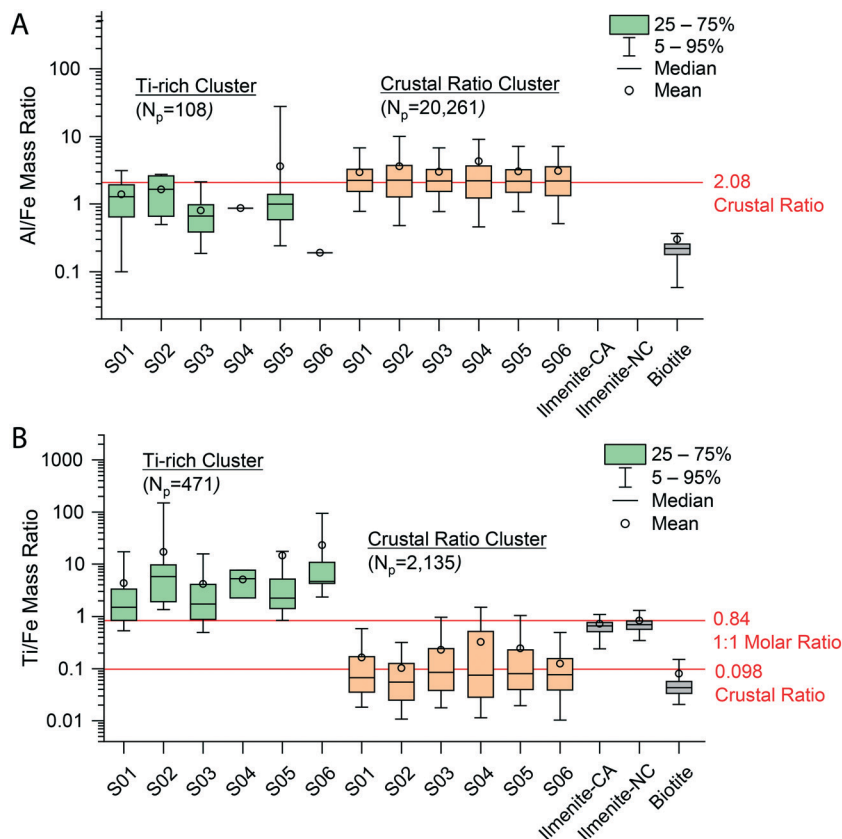 A
25 – 75%
5 – 95%
Median
Mean
Ti-rich Cluster
(Np=108)
Crustal Ratio Cluster
(Np=20,261)
Al/Fe Mass Ratio
100
10
1
0.1
2.08
Crustal Ratio
S01 S02 S03 S04 S05 S06 S01 S02 S03 S04 S05 S06 Ilmenite-CA Ilmenite-NC Biotite
B
25 – 75%
5 – 95%
Median
Mean
Ti-rich Cluster
(Np=471)
Crustal Ratio Cluster
(Np=2,135)
Ti/Fe Mass Ratio
1000
100
10
1
0.1
0.01
0.84
1:1 Molar Ratio
0.098
Crustal Ratio
S01 S02 S03 S04 S05 S06 S01 S02 S03 S04 S05 S06 Ilmenite-CA Ilmenite-NC Biotite